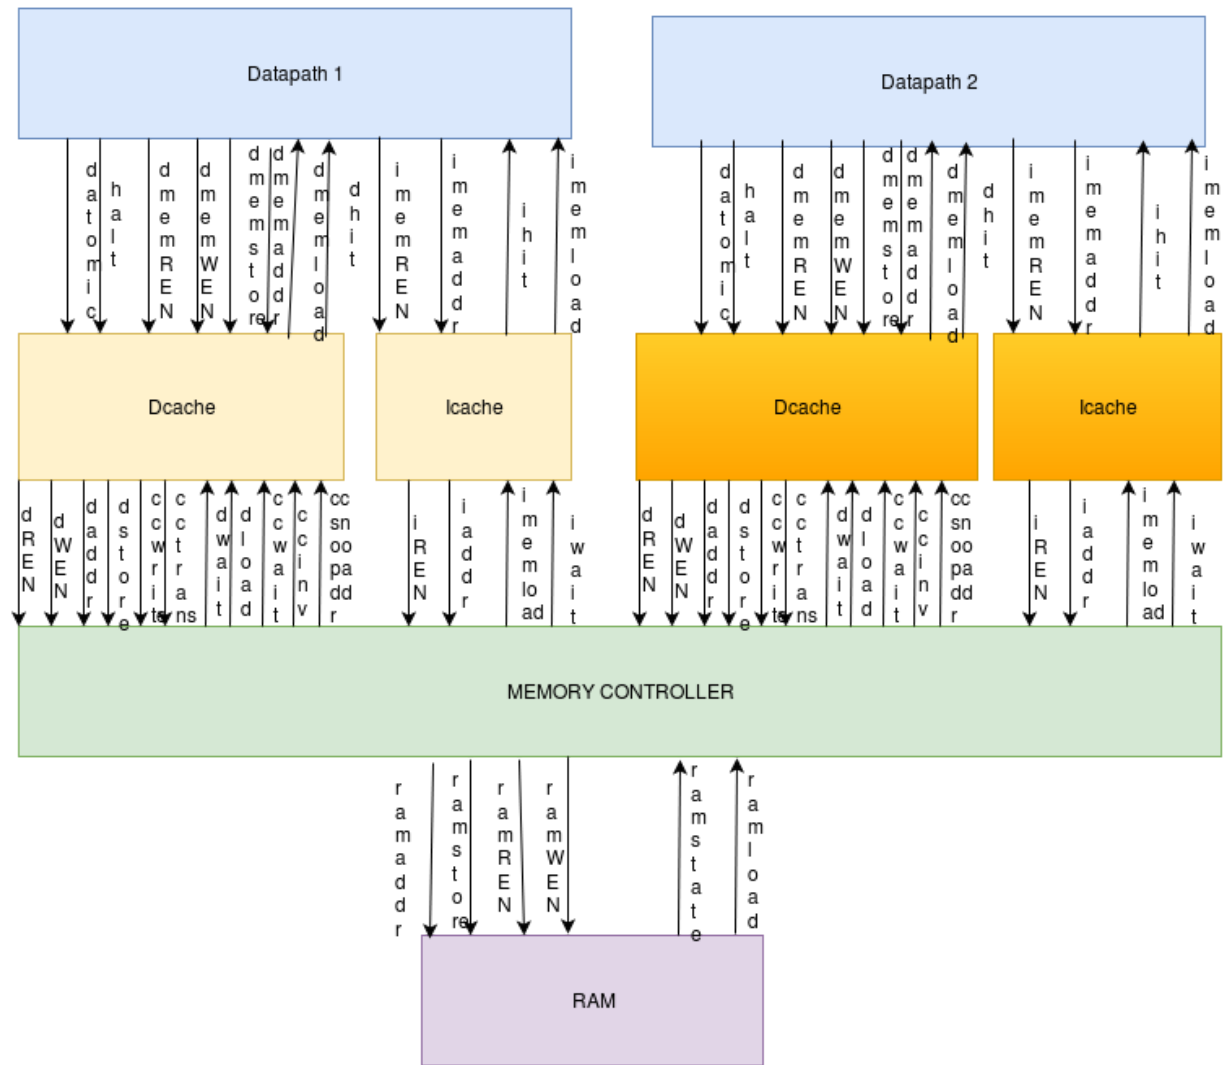 Datapath 1
Datapath 2
datomic
halt
dmemREN
dmemWEN
dmemstore
dmemaddr
dmemload
dhit
imemREN
imemaddr
ihit
imemload
datomic
halt
dmemREN
dmemWEN
dmemstore
dmemaddr
dmemload
dhit
imemREN
imemaddr
ihit
imemload
Dcache
Icache
Dcache
Icache
dREN
dWEN
daddr
dstore
ccwrite
cctrans
dwait
dload
ccwait
ccinv
ccsnoopaddr
iREN
iaddr
imemload
iwait
dREN
dWEN
daddr
dstore
ccwrite
cctrans
dwait
dload
ccwait
ccinv
ccsnoopaddr
iREN
iaddr
imemload
iwait
MEMORY CONTROLLER
ramaddr
ramstore
ramREN
ramWEN
ramstate
ramload
RAM